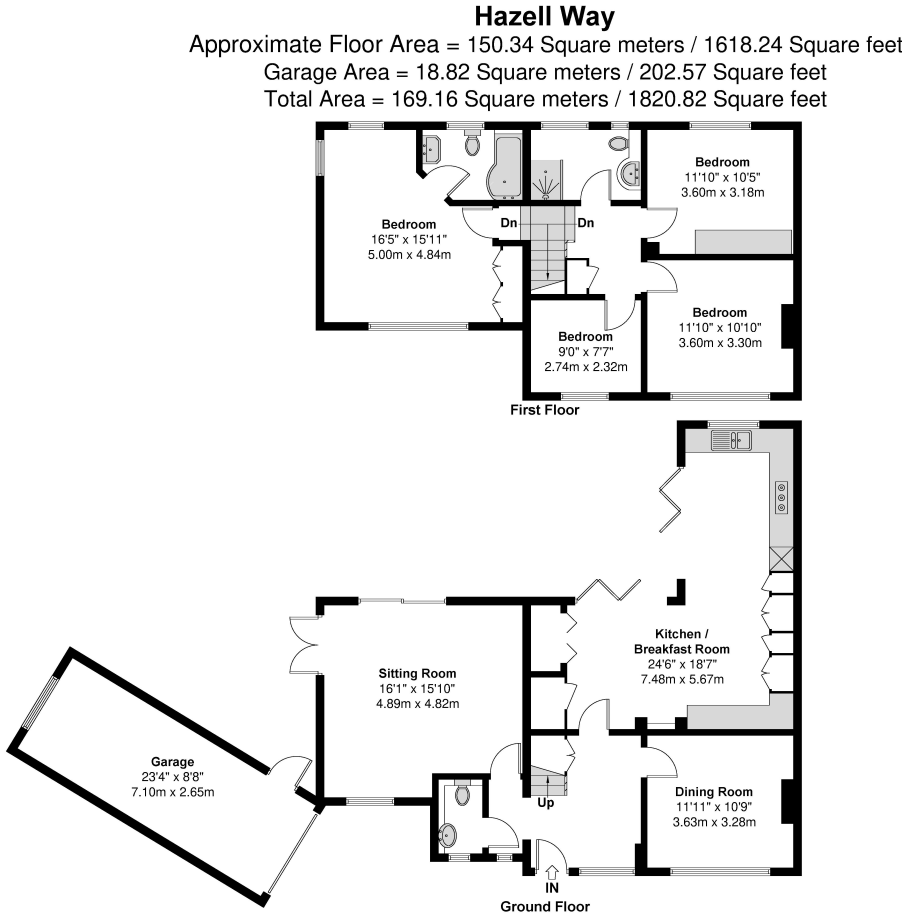 Hazell Way
Approximate Floor Area = 150.34 Square meters / 1618.24 Square feet
Garage Area = 18.82 Square meters / 202.57 Square feet
Total Area = 169.16 Square meters / 1820.82 Square feet
Bedroom
11'10" x 10'5"
3.60m x 3.18m
Bedroom
16'5" x 15'11"
5.00m x 4.84m
Dn
Dn
Bedroom
11'10" x 10'10"
3.60m x 3.30m
Bedroom
9'0" x 7'7"
2.74m x 2.32m
First Floor
Kitchen /
Breakfast Room
24'6" x 18'7"
7.48m x 5.67m
Sitting Room
16'1" x 15'10"
4.89m x 4.82m
Garage
23'4" x 8'8"
7.10m x 2.65m
Dining Room
11'11" x 10'9"
3.63m x 3.28m
Up
IN
Ground Floor